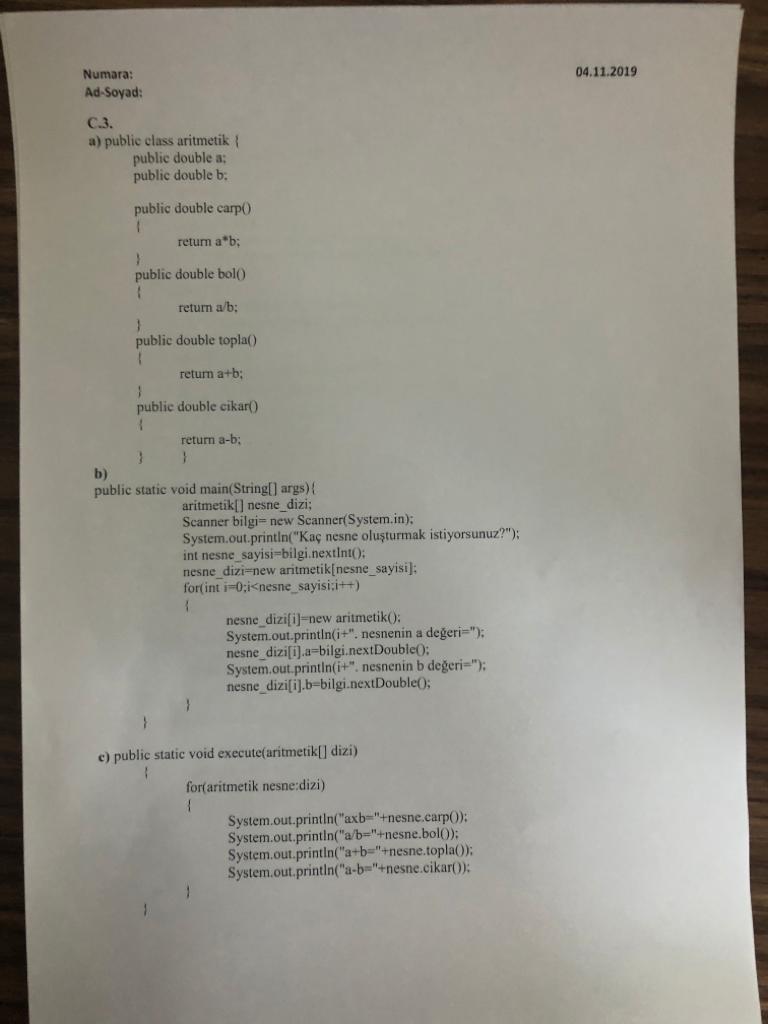 Numara: 04.11.2019
Ad-Soyad:
C.3.
a) public class aritmetik {
public double a;
public double b;
public double carp()
{
return a*b;
}
public double bol()
{
return a/b;
}
public double topla()
{
return a+b;
}
public double cikar()
{
return a-b;
} }
b)
public static void main(String[] args){
aritmetik[] nesne_dizi;
Scanner bilgi= new Scanner(System.in);
System.out.println("Kaç nesne oluşturmak istiyorsunuz?");
int nesne_sayisi=bilgi.nextInt();
nesne_dizi=new aritmetik[nesne_sayisi];
for(int i=0;i<nesne_sayisi;i++)
{
nesne_dizi[i]=new aritmetik();
System.out.println(i+". nesnenin a değeri=");
nesne_dizi[i].a=bilgi.nextDouble();
System.out.println(i+". nesnenin b değeri=");
nesne_dizi[i].b=bilgi.nextDouble();
}
}
c) public static void execute(aritmetik[] dizi)
{
for(aritmetik nesne:dizi)
{
System.out.println("axb="+nesne.carp());
System.out.println("a/b="+nesne.bol());
System.out.println("a+b="+nesne.topla());
System.out.println("a-b="+nesne.cikar());
}
}